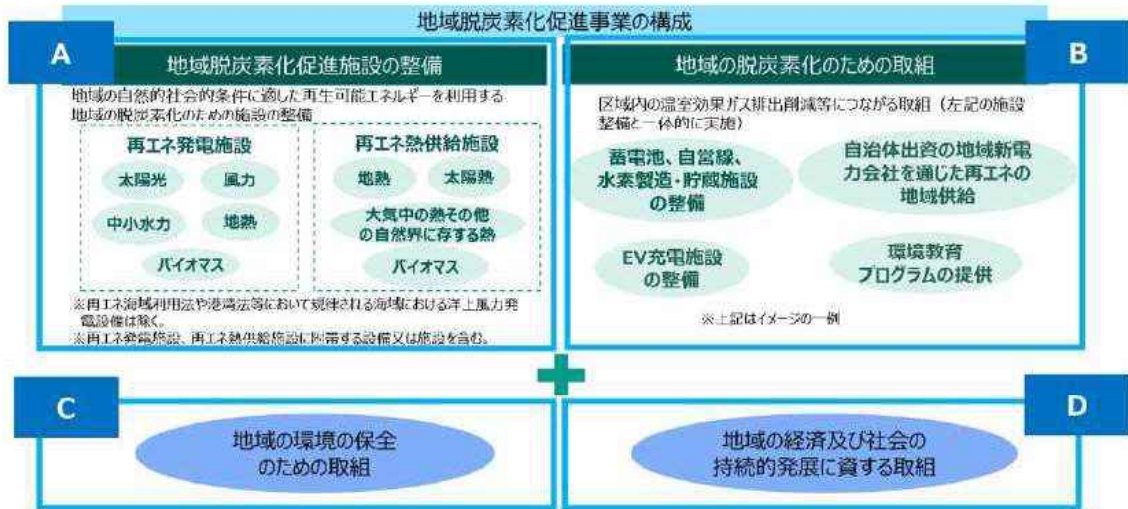 地域脱炭素化促進事業の構成
A
地域脱炭素化促進施設の整備
地域の自然的社会的条件に適した再生可能エネルギーを利用する
地域の脱炭素化のための施設の整備
再エネ発電施設
太陽光
風力
中小水力
地熱
バイオマス
再エネ熱供給施設
地熱
太陽熱
大気中の熱その他
の自然界に存する熱
バイオマス
※再エネ海域利用法や港湾法等において規律される海域における洋上風力発
電設備は除く。
※再エネ発電施設、再エネ熱供給施設に附帯する設備又は施設を含む。
B
地域の脱炭素化のための取組
区域内の温室効果ガス排出削減等につながる取組（左記の施設
整備と一体的に実施）
蓄電池、自営線、
水素製造・貯蔵施設
の整備
自治体出資の地域新電
力会社を通じた再エネの
地域供給
EV充電施設
の整備
環境教育
プログラムの提供
※上記はイメージの一例
C
地域の環境の保全
のための取組
D
地域の経済及び社会の
持続的発展に資する取組